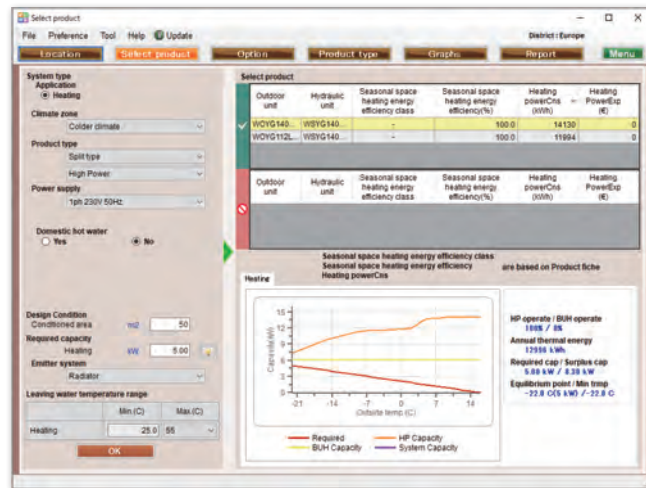 Select product
File Preference Tool Help Update District : Europe
Location Select product Option Product type Graphs Report Menu
System type
Application
Heating
Climate zone
Colder climate
Product type
Split type
High Power
Power supply
1ph 230V 50Hz
Domestic hot water
Yes No
Design Condition
Conditioned area m2 50
Required capacity
Heating kW 5.00
Emitter system
Radiator
Leaving water temperature range
Min (C) Max (C)
Heating 25.0 55
OK
Select product
Outdoor unit Hydraulic unit Seasonal space heating energy efficiency class Seasonal space heating energy efficiency(%) Heating powerCns (kWh) Heating PowerExp (€)
WOYG140... WSYG140... - 100.0 14130 0
WOYG112L... WSYG140... - 100.0 11994 0
Outdoor unit Hydraulic unit Seasonal space heating energy efficiency class Seasonal space heating energy efficiency(%) Heating powerCns (kWh) Heating PowerExp (€)
Seasonal space heating energy efficiency class
Seasonal space heating energy efficiency are based on Product fiche
Heating powerCns
Heating
Capacity(kW)
15
12
9
6
3
0
-21 -14 -7 0 7 14
Outside temp (C)
Required HP Capacity
BUH Capacity System Capacity
HP operate / BUH operate
100% / 0%
Annual thermal energy
12996 kWh
Required cap / Surplus cap
5.00 kW / 8.38 kW
Equilibrium point / Min tmp
-22.0 C(5 kW) /-22.0 C